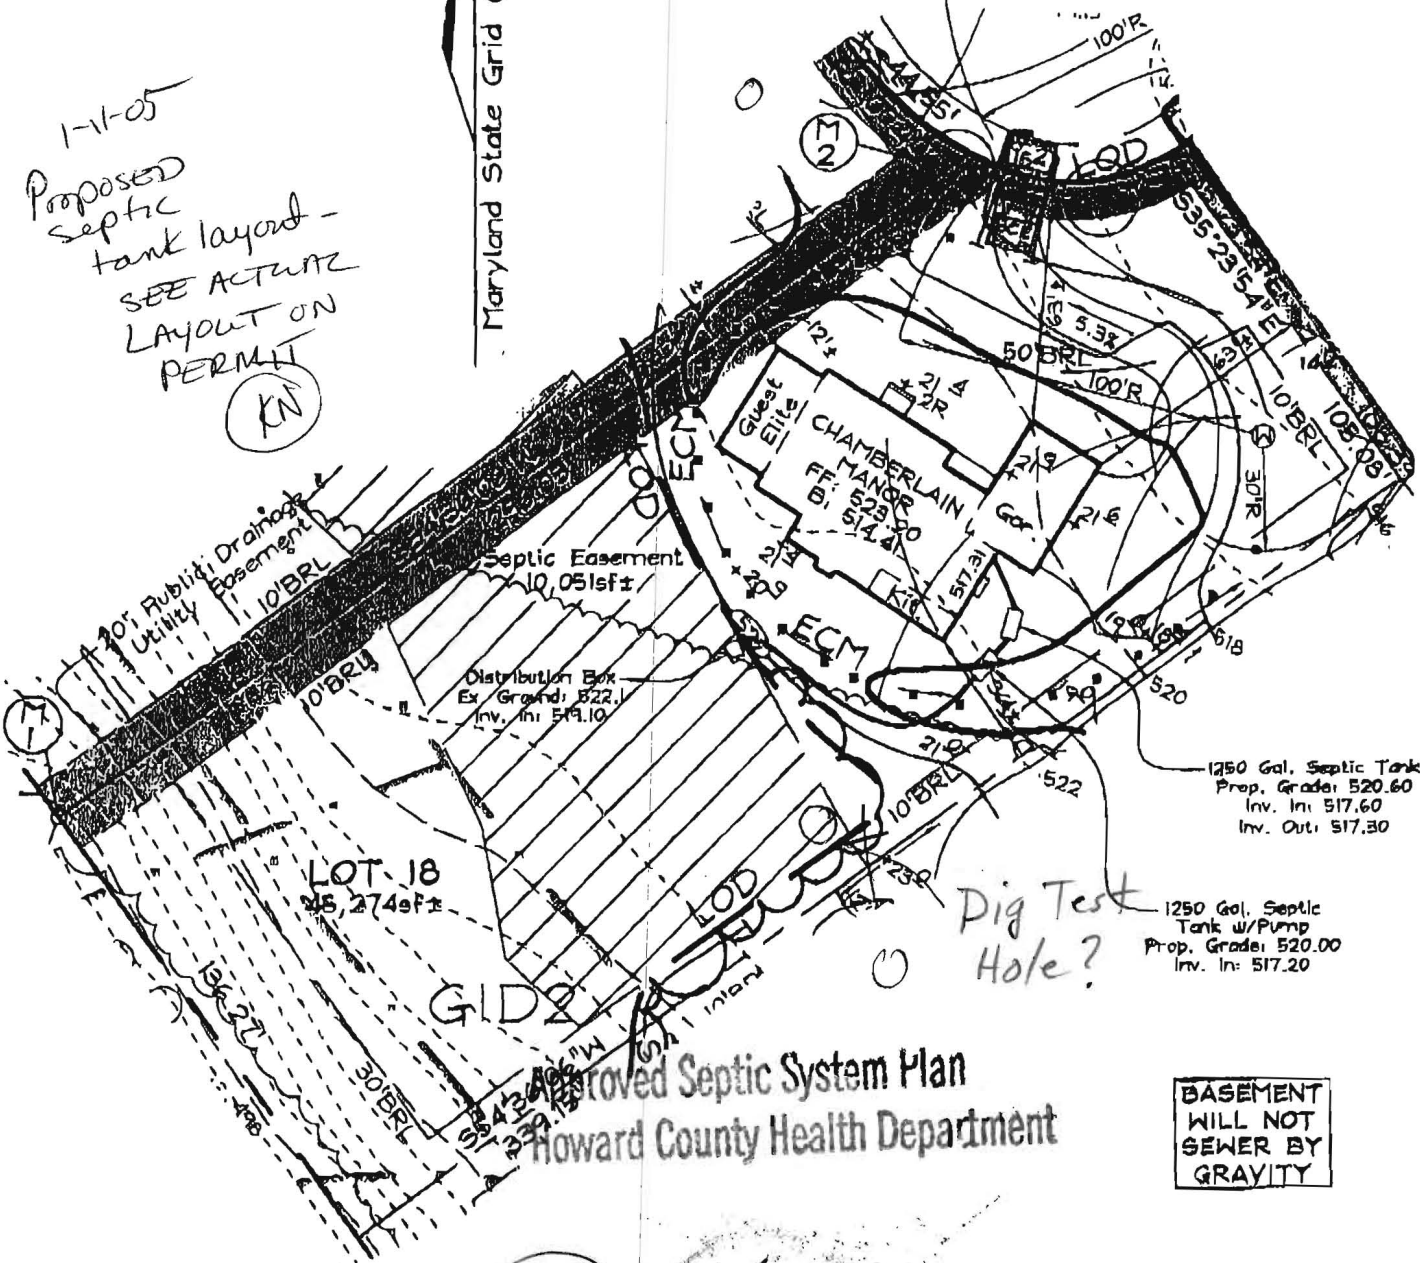 1-11-05
Proposed
septic
tank layout -
SEE ACTUAL
LAYOUT ON
PERMIT
KN
Maryland State Grid
100'R
M
2
LOD
S35°23'54"E
5.3%
50'BRL
100'R
10'BRL
108.08'
30'R
Guest
Elite
CHAMBERLAIN
MANOR
FF: 523.00
B: 514.4
Gar.
517.31
Kit
ECM
LOD
ECM
20' Public Drainage
Utility Easement
10'BRL
10'BRL
Septic Easement
10,051sf±
Distribution Box
Ex. Ground: 522.1
Inv. In: 519.10
M
1
618
520
522
10'BRL
1250 Gal. Septic Tank
Prop. Grade: 520.60
Inv. In: 517.60
Inv. Out: 517.30
1250 Gal. Septic
Tank w/Pump
Prop. Grade: 520.00
Inv. In: 517.20
Dig Test
Hole?
LOT 18
45,274sf±
LOD
GID2
136.27'
30'BRL
498
Approved Septic System Plan
Howard County Health Department
BASEMENT
WILL NOT
SEWER BY
GRAVITY